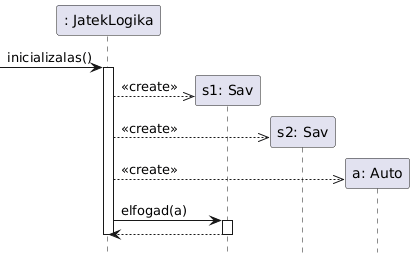 : JatekLogika
inicializalas()
«create»
s1: Sav
«create»
s2: Sav
«create»
a: Auto
elfogad(a)